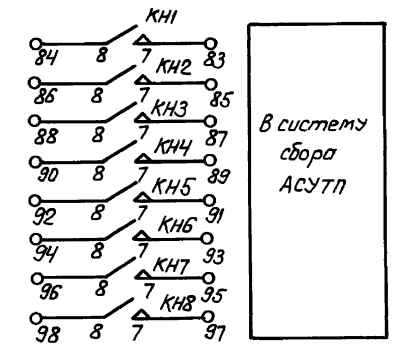 КН1
84 8 7 83
КН2
86 8 7 85
КН3
88 8 7 87
КН4
90 8 7 89
КН5
92 8 7 91
КН6
94 8 7 93
КН7
96 8 7 95
КН8
98 8 7 97
В систему
сбора
АСУТП